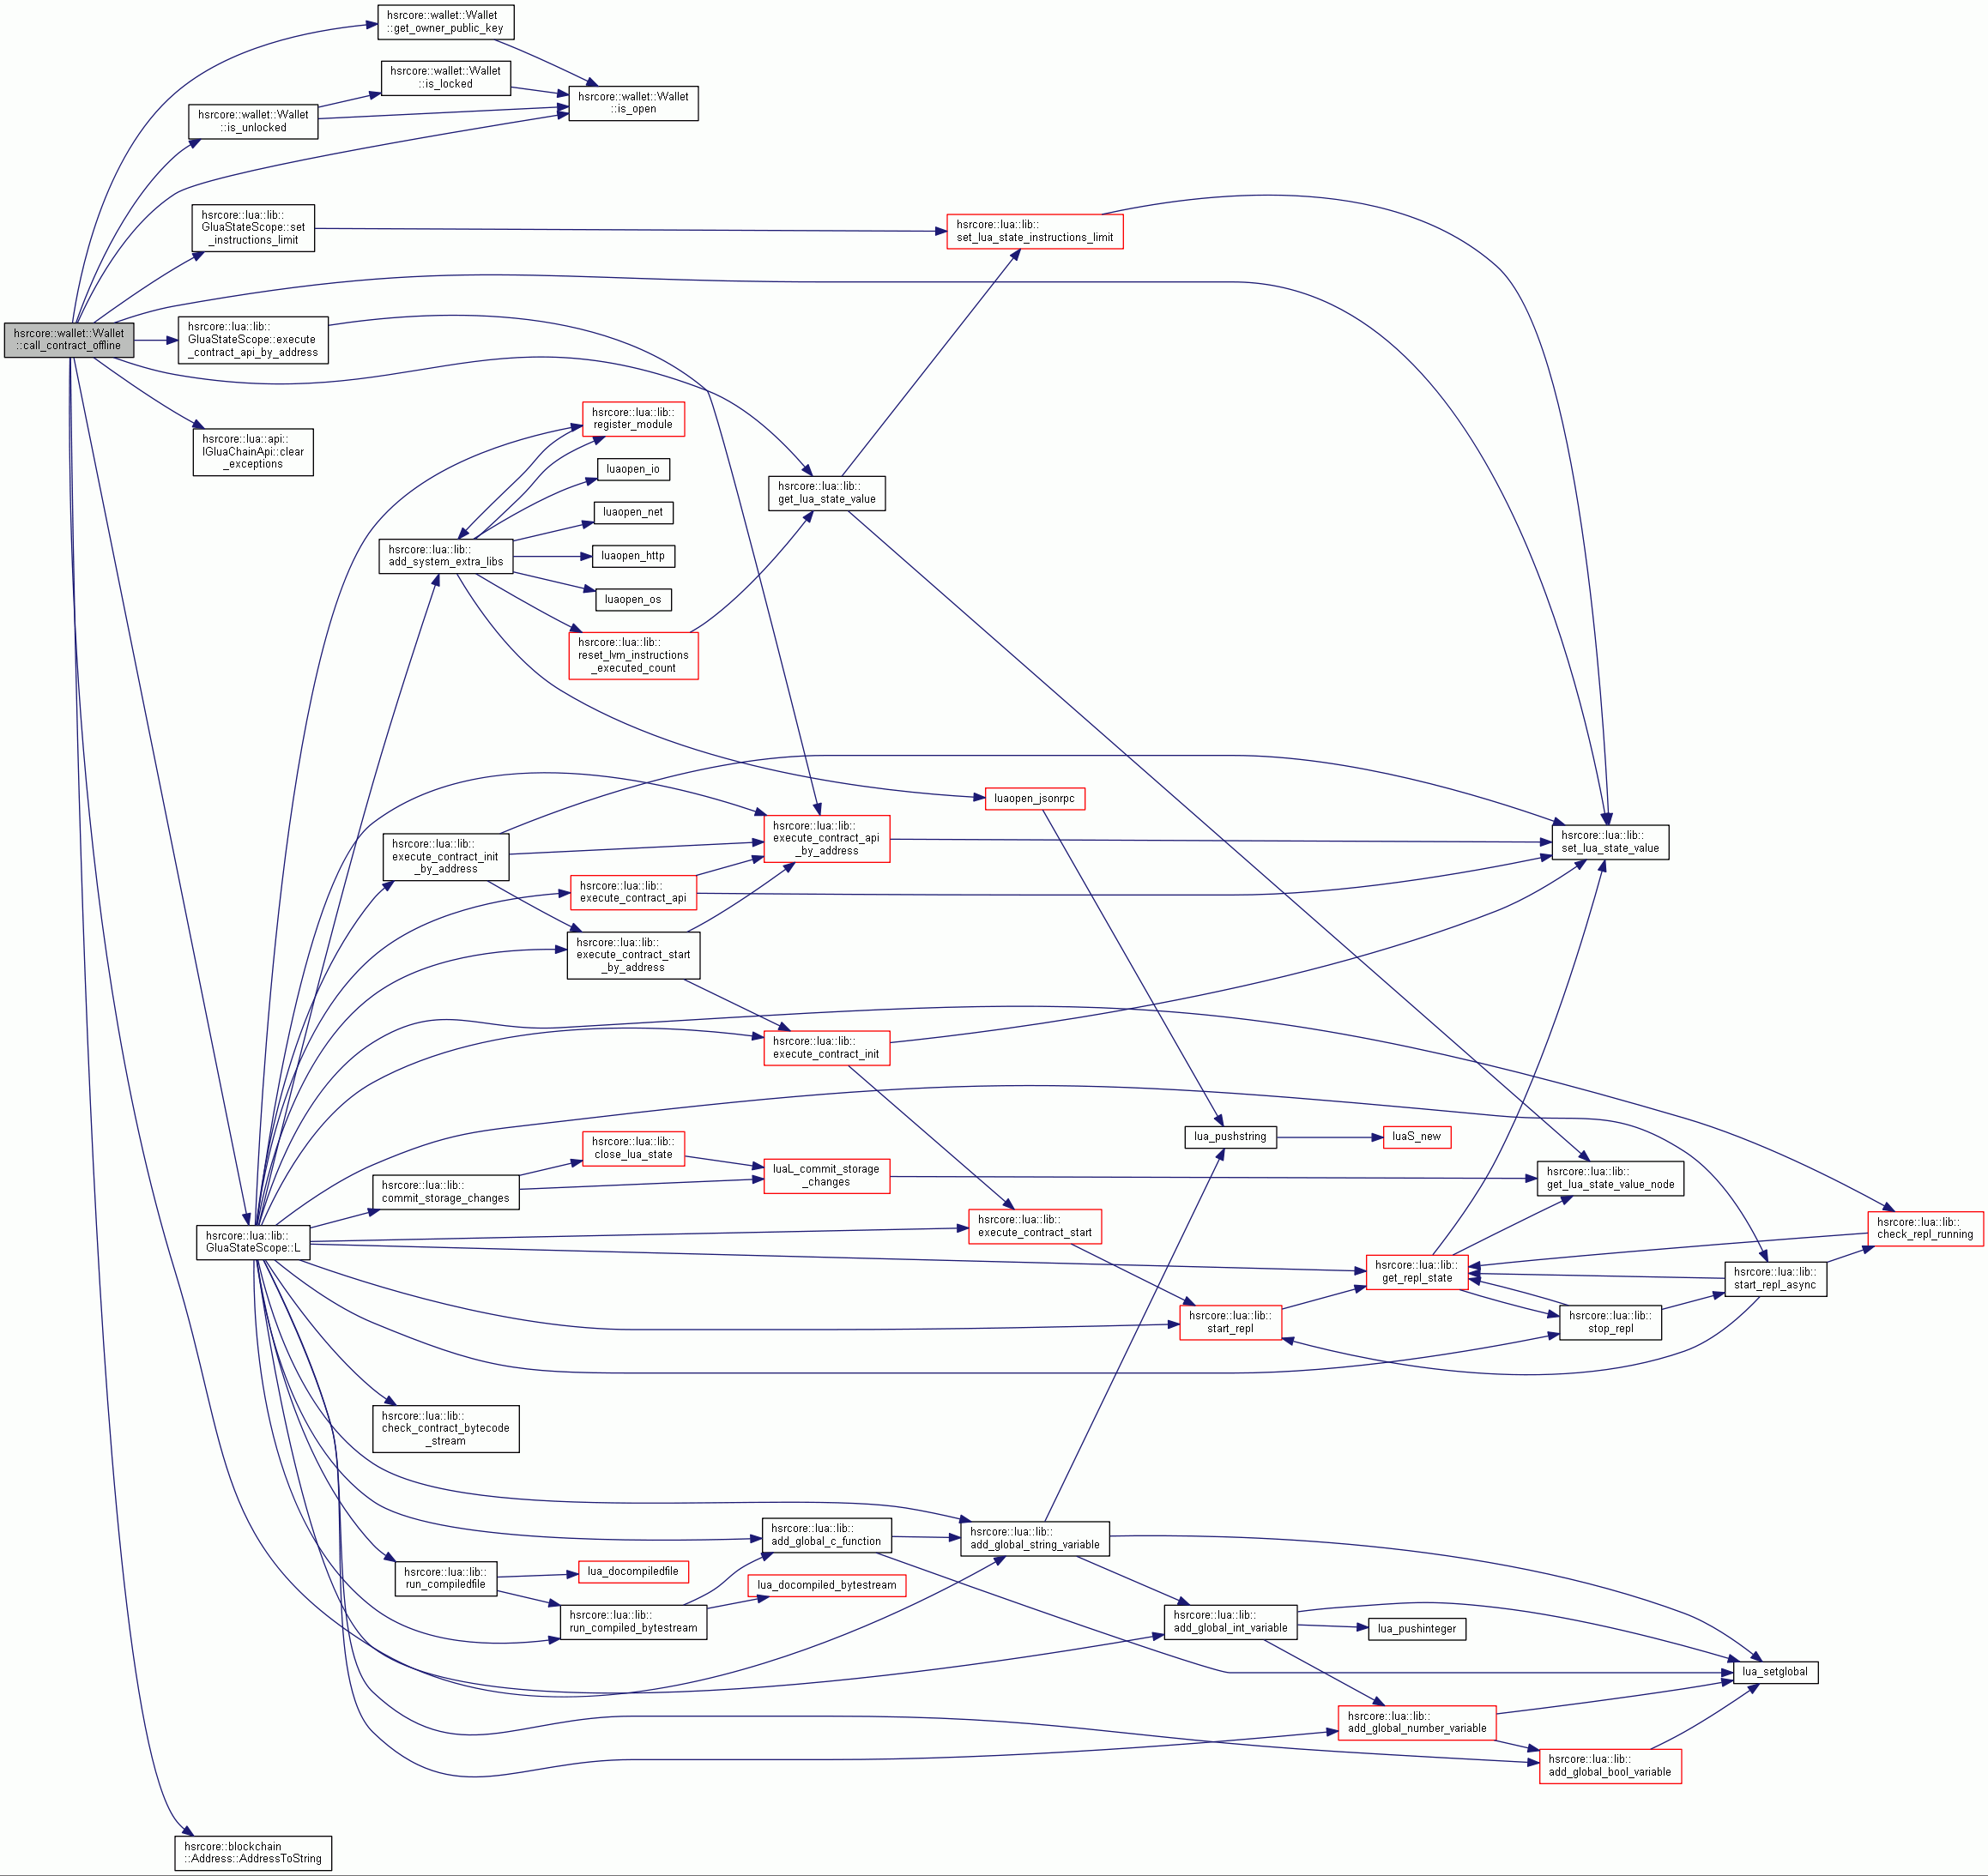 hsrcore::wallet::Wallet
::get_owner_public_key
hsrcore::wallet::Wallet
::is_locked
hsrcore::wallet::Wallet
::is_open
hsrcore::wallet::Wallet
::is_unlocked
hsrcore::lua::lib::
GluaStateScope::set
_instructions_limit
hsrcore::lua::lib::
set_lua_state_instructions_limit
hsrcore::wallet::Wallet
::call_contract_offline
hsrcore::lua::lib::
GluaStateScope::execute
_contract_api_by_address
hsrcore::lua::api::
IGluaChainApi::clear
_exceptions
hsrcore::lua::lib::
register_module
luaopen_io
luaopen_net
luaopen_http
luaopen_os
hsrcore::lua::lib::
add_system_extra_libs
hsrcore::lua::lib::
get_lua_state_value
hsrcore::lua::lib::
reset_lvm_instructions
_executed_count
luaopen_jsonrpc
hsrcore::lua::lib::
execute_contract_init
_by_address
hsrcore::lua::lib::
execute_contract_api
_by_address
hsrcore::lua::lib::
set_lua_state_value
hsrcore::lua::lib::
execute_contract_api
hsrcore::lua::lib::
execute_contract_start
_by_address
hsrcore::lua::lib::
execute_contract_init
lua_pushstring
luaS_new
hsrcore::lua::lib::
close_lua_state
luaL_commit_storage
_changes
hsrcore::lua::lib::
commit_storage_changes
hsrcore::lua::lib::
get_lua_state_value_node
hsrcore::lua::lib::
GluaStateScope::L
hsrcore::lua::lib::
execute_contract_start
hsrcore::lua::lib::
check_repl_running
hsrcore::lua::lib::
get_repl_state
hsrcore::lua::lib::
start_repl_async
hsrcore::lua::lib::
start_repl
hsrcore::lua::lib::
stop_repl
hsrcore::lua::lib::
check_contract_bytecode
_stream
hsrcore::lua::lib::
add_global_c_function
hsrcore::lua::lib::
add_global_string_variable
hsrcore::lua::lib::
run_compiledfile
lua_docompiledfile
lua_docompiled_bytestream
hsrcore::lua::lib::
run_compiled_bytestream
hsrcore::lua::lib::
add_global_int_variable
lua_pushinteger
lua_setglobal
hsrcore::lua::lib::
add_global_number_variable
hsrcore::lua::lib::
add_global_bool_variable
hsrcore::blockchain
::Address::AddressToString